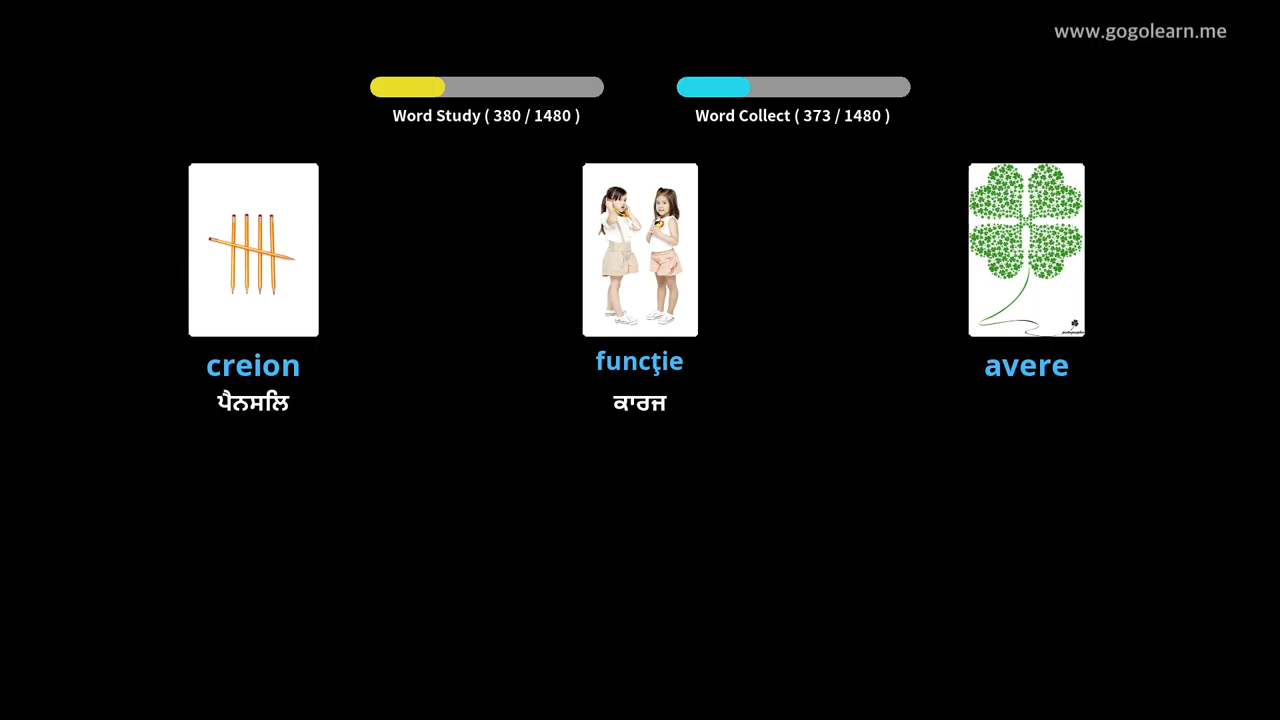 www.gogolearn.me
Word Study ( 380 / 1480 )
Word Collect ( 373 / 1480 )
creion
ਪੈਨਸਲਿ
funcţie
ਕਾਰਜ
avere